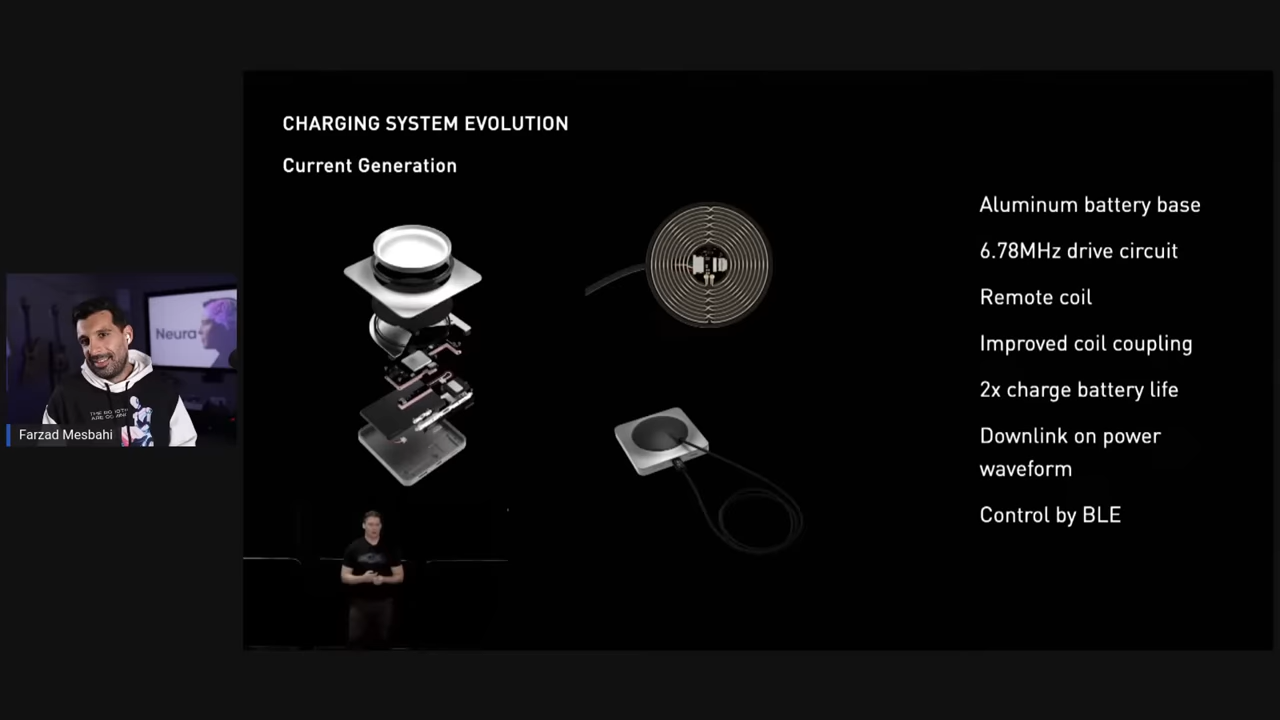 CHARGING SYSTEM EVOLUTION
Current Generation
Aluminum battery base
6.78MHz drive circuit
Remote coil
Improved coil coupling
2x charge battery life
Downlink on power
waveform
Control by BLE
Neura
Farzad Mesbahi